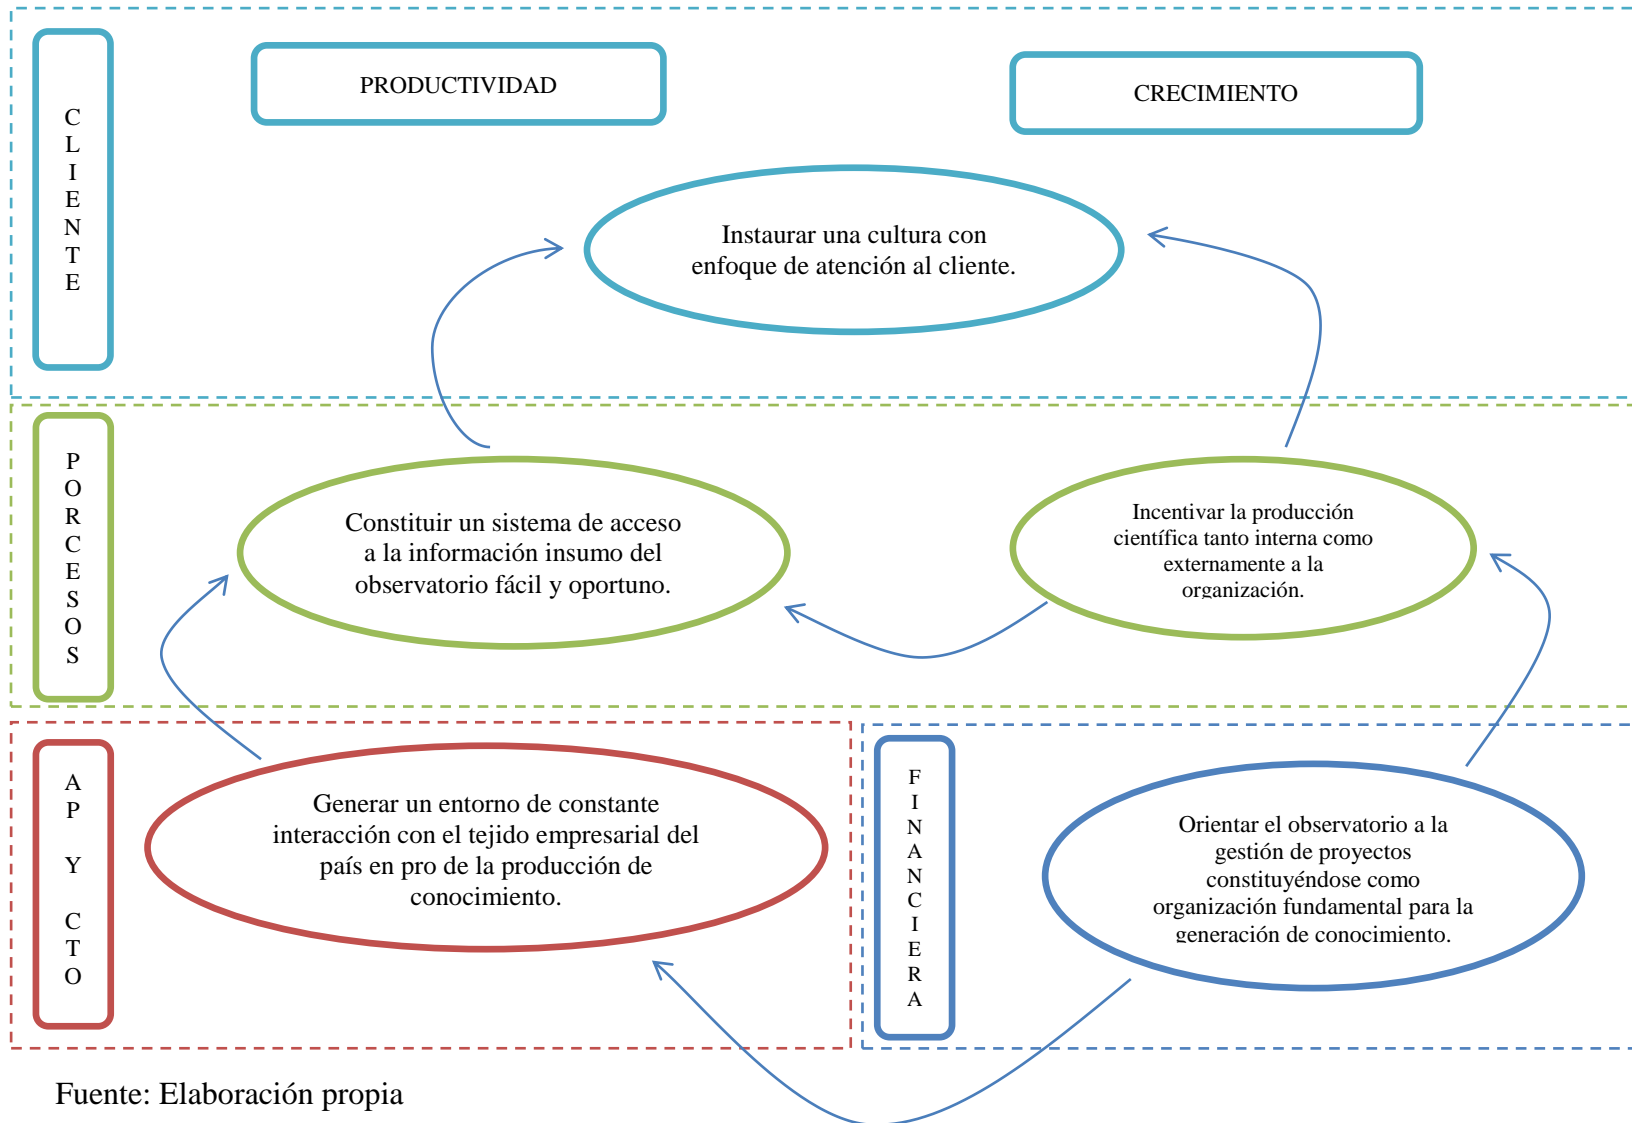 CLIENTE
PRODUCTIVIDAD
CRECIMIENTO
Instaurar una cultura con
enfoque de atención al cliente.
PORCESOS
Constituir un sistema de acceso
a la información insumo del
observatorio fácil y oportuno.
Incentivar la producción
científica tanto interna como
externamente a la
organización.
AP Y CTO
Generar un entorno de constante
interacción con el tejido empresarial del
país en pro de la producción de
conocimiento.
FINANCIERA
Orientar el observatorio a la
gestión de proyectos
constituyéndose como
organización fundamental para la
generación de conocimiento.
Fuente: Elaboración propia